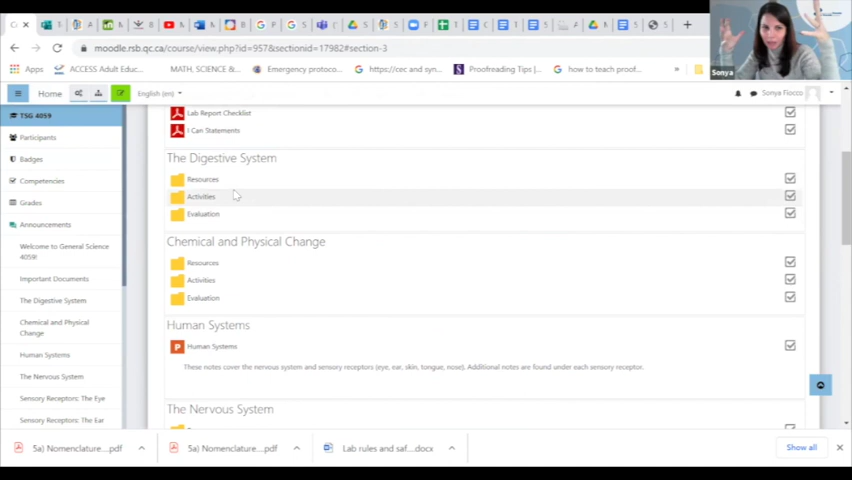 moodle.rsb.qc.ca/course/view.php?id=957&sectionid=17982#section-3
Apps
ACCESS Adult Educ...
MATH, SCIENCE &...
Emergency protoco...
https://cec and syn...
Proofreading Tips |...
how to teach proof...
»
Sonya
Home
English (en)
Sonya Fiocco
TSG 4059
Participants
Badges
Competencies
Grades
Announcements
Welcome to General Science
4059!
Important Documents
The Digestive System
Chemical and Physical
Change
Human Systems
The Nervous System
Sensory Receptors: The Eye
Sensory Receptors: The Ear
Lab Report Checklist
I Can Statements
The Digestive System
Resources
Activities
Evaluation
Chemical and Physical Change
Resources
Activities
Evaluation
Human Systems
Human Systems
These notes cover the nervous system and sensory receptors (eye, ear, skin, tongue, nose). Additional notes are found under each sensory receptor.
The Nervous System
5a) Nomenclature....pdf
5a) Nomenclature....pdf
Lab rules and saf....docx
Show all